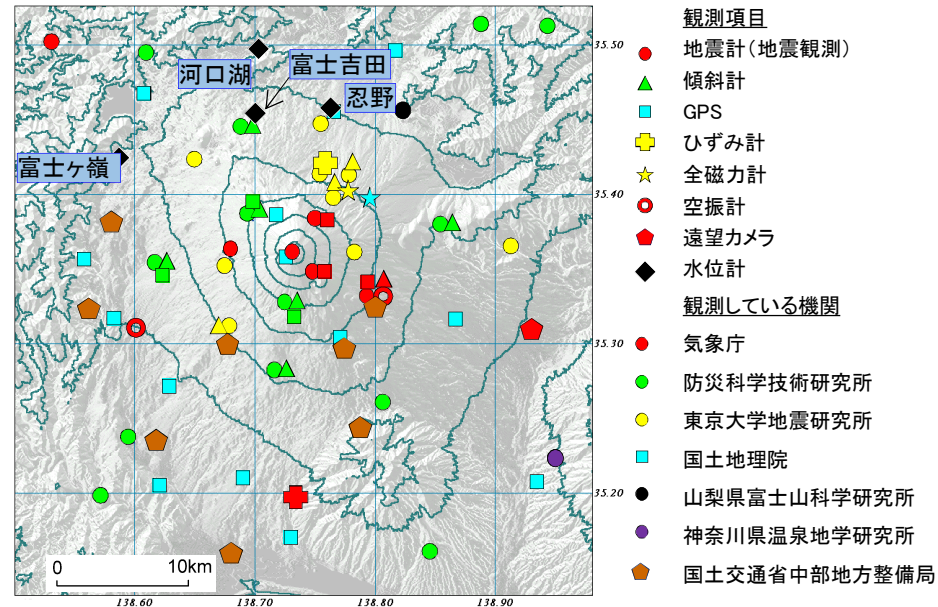 観測項目
地震計(地震観測)
傾斜計
GPS
ひずみ計
全磁力計
空振計
遠望カメラ
水位計
観測している機関
気象庁
防災科学技術研究所
東京大学地震研究所
国土地理院
山梨県富士山科学研究所
神奈川県温泉地学研究所
国土交通省中部地方整備局
河口湖
富士吉田
忍野
富士ヶ嶺
35.50
35.40
35.30
35.20
0 10km
138.60 138.70 138.80 138.90